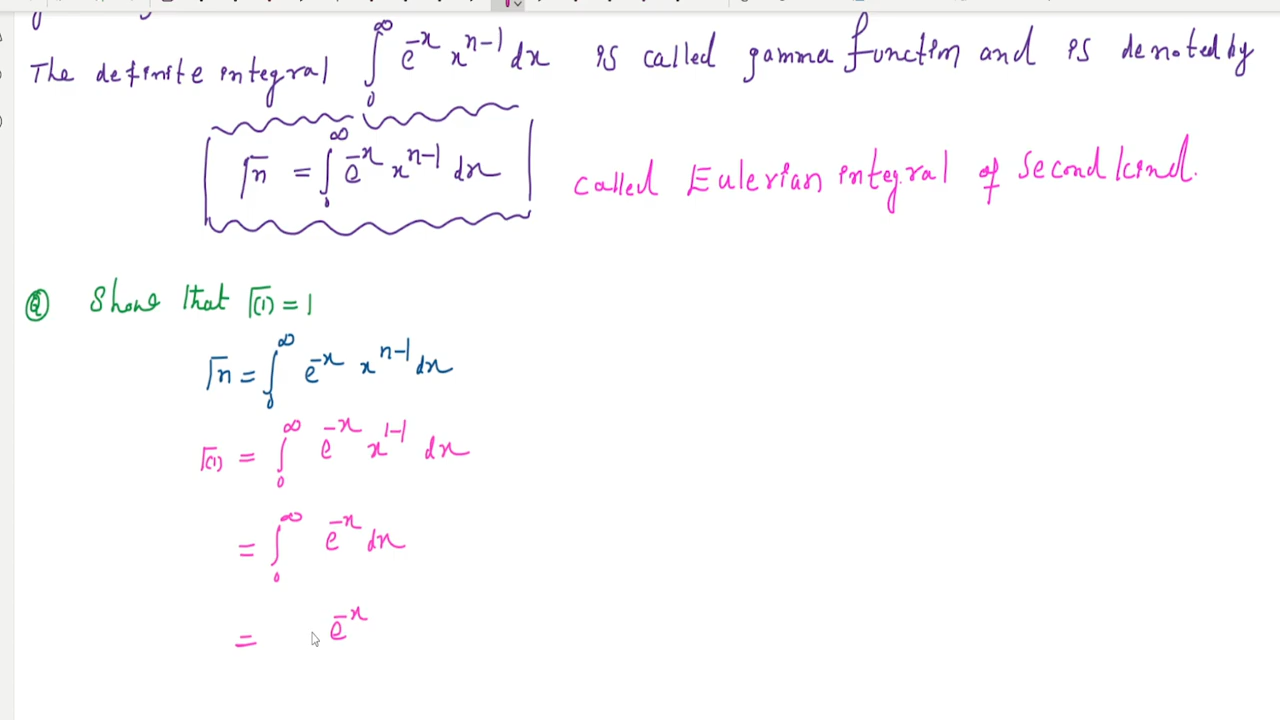 The definite integral ∫₀^∞ e^-x x^n-1 dx is called gamma function and is denoted by
Γn = ∫₀^∞ e^-x x^n-1 dx called Eulerian integral of second kind.
Q Show that Γ(1) = 1
Γn = ∫₀^∞ e^-x x^n-1 dx
Γ(1) = ∫₀^∞ e^-x x^1-1 dx
= ∫₀^∞ e^-x dx
= e^-x